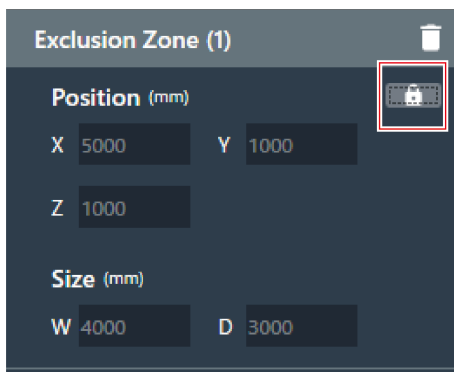 Exclusion Zone (1)
Position (mm)
X 5000 Y 1000
Z 1000
Size (mm)
W 4000 D 3000